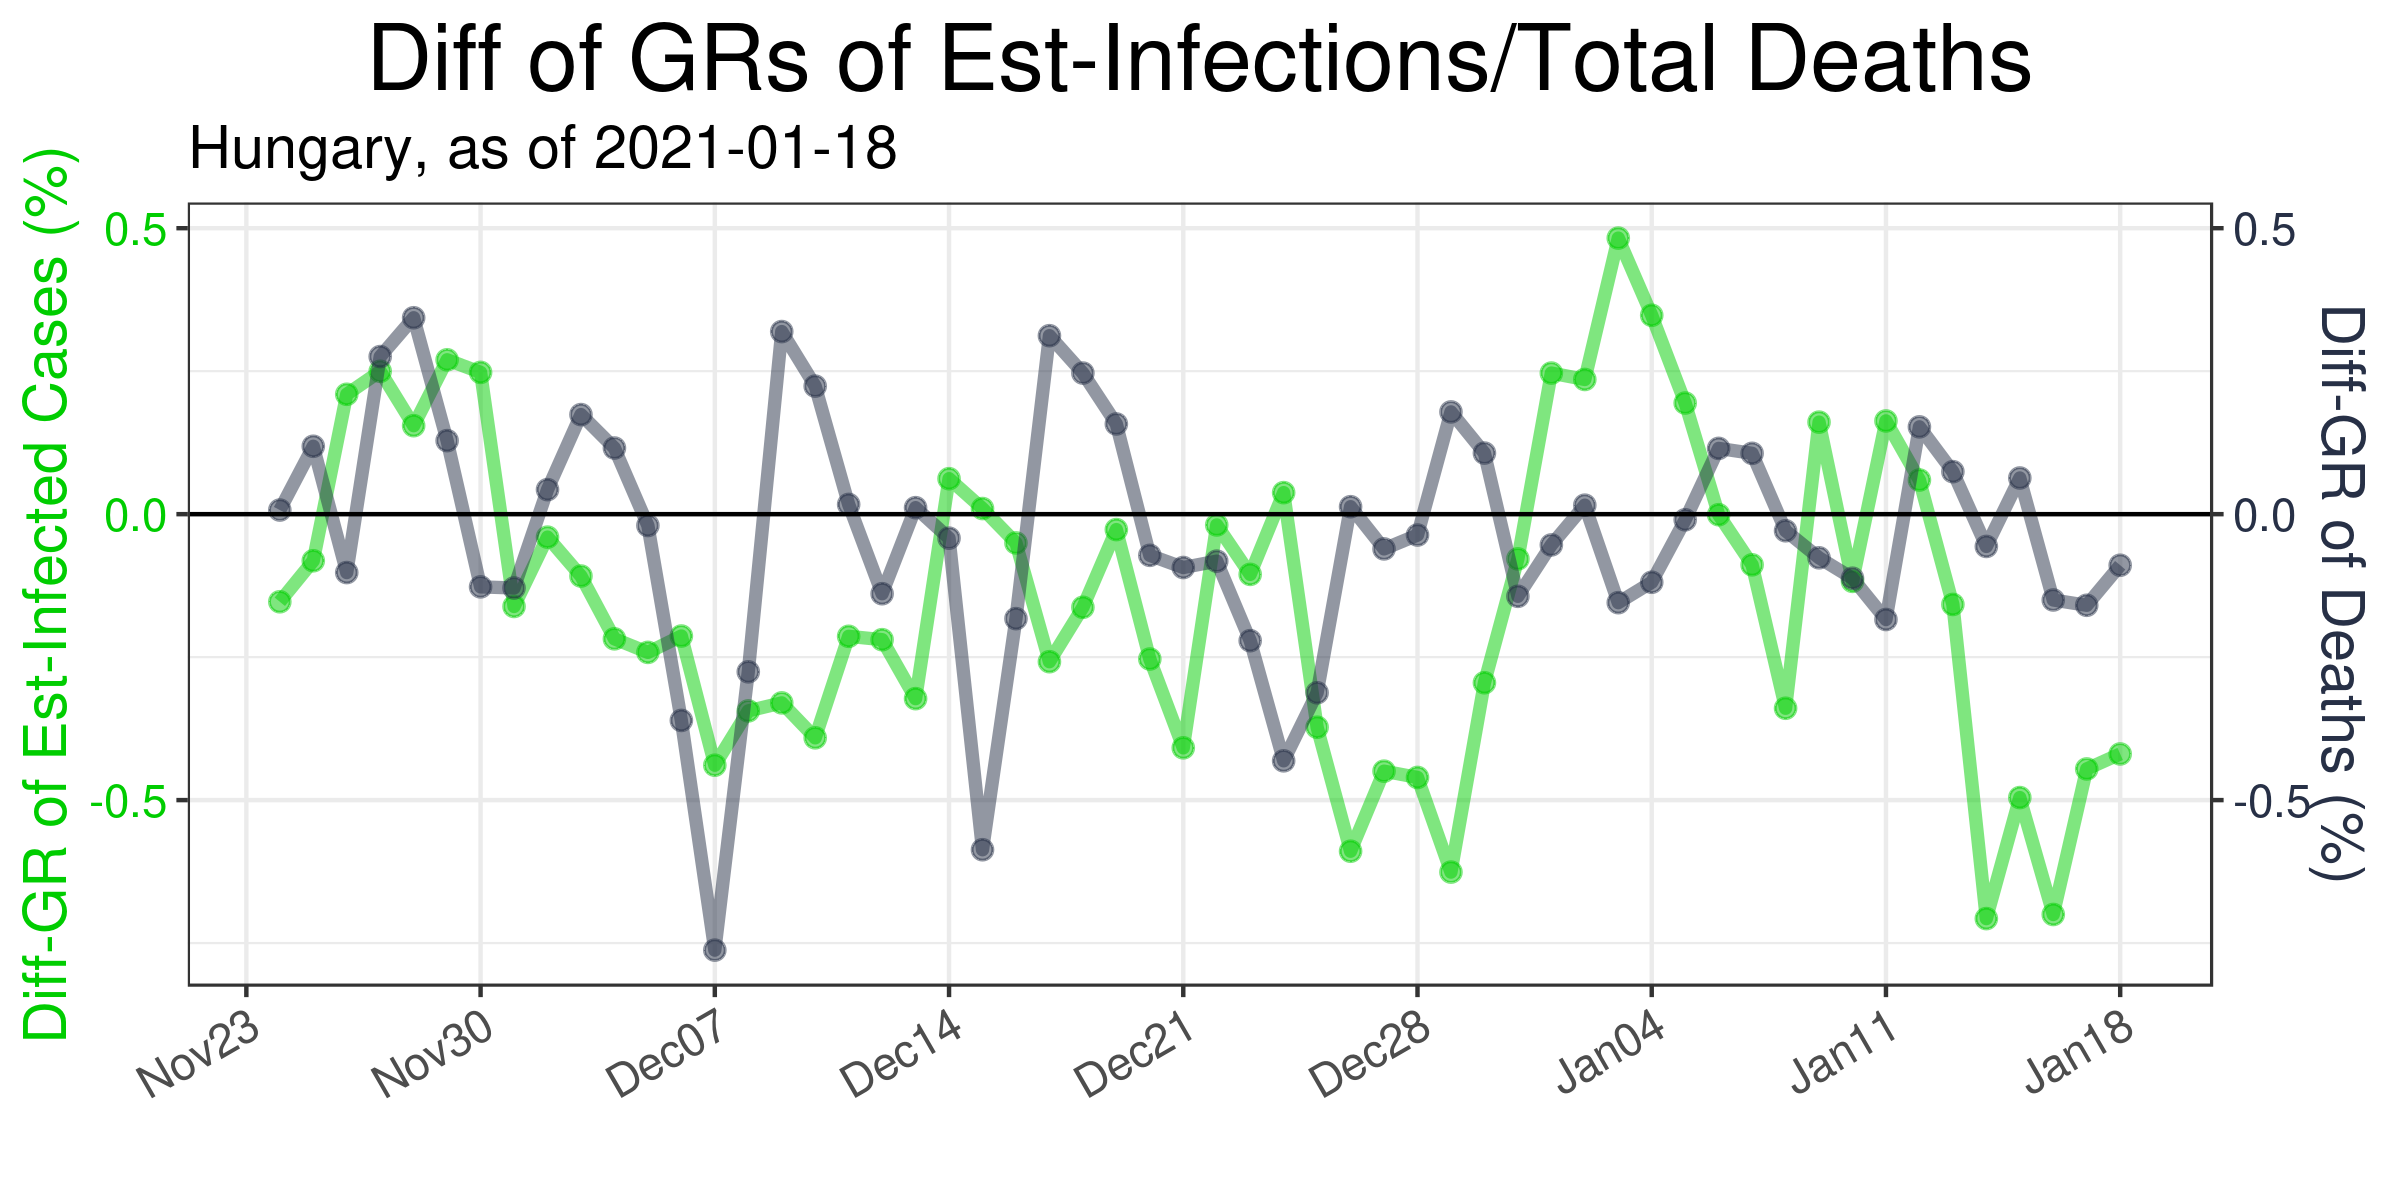 Diff of GRs of Est-Infections/Total Deaths
Hungary, as of 2021-01-18
Diff-GR of Est-Infected Cases (%)
0.5
0.0
-0.5
0.5
0.0
-0.5
Diff-GR of Deaths (%)
Nov23
Nov30
Dec07
Dec14
Dec21
Dec28
Jan04
Jan11
Jan18